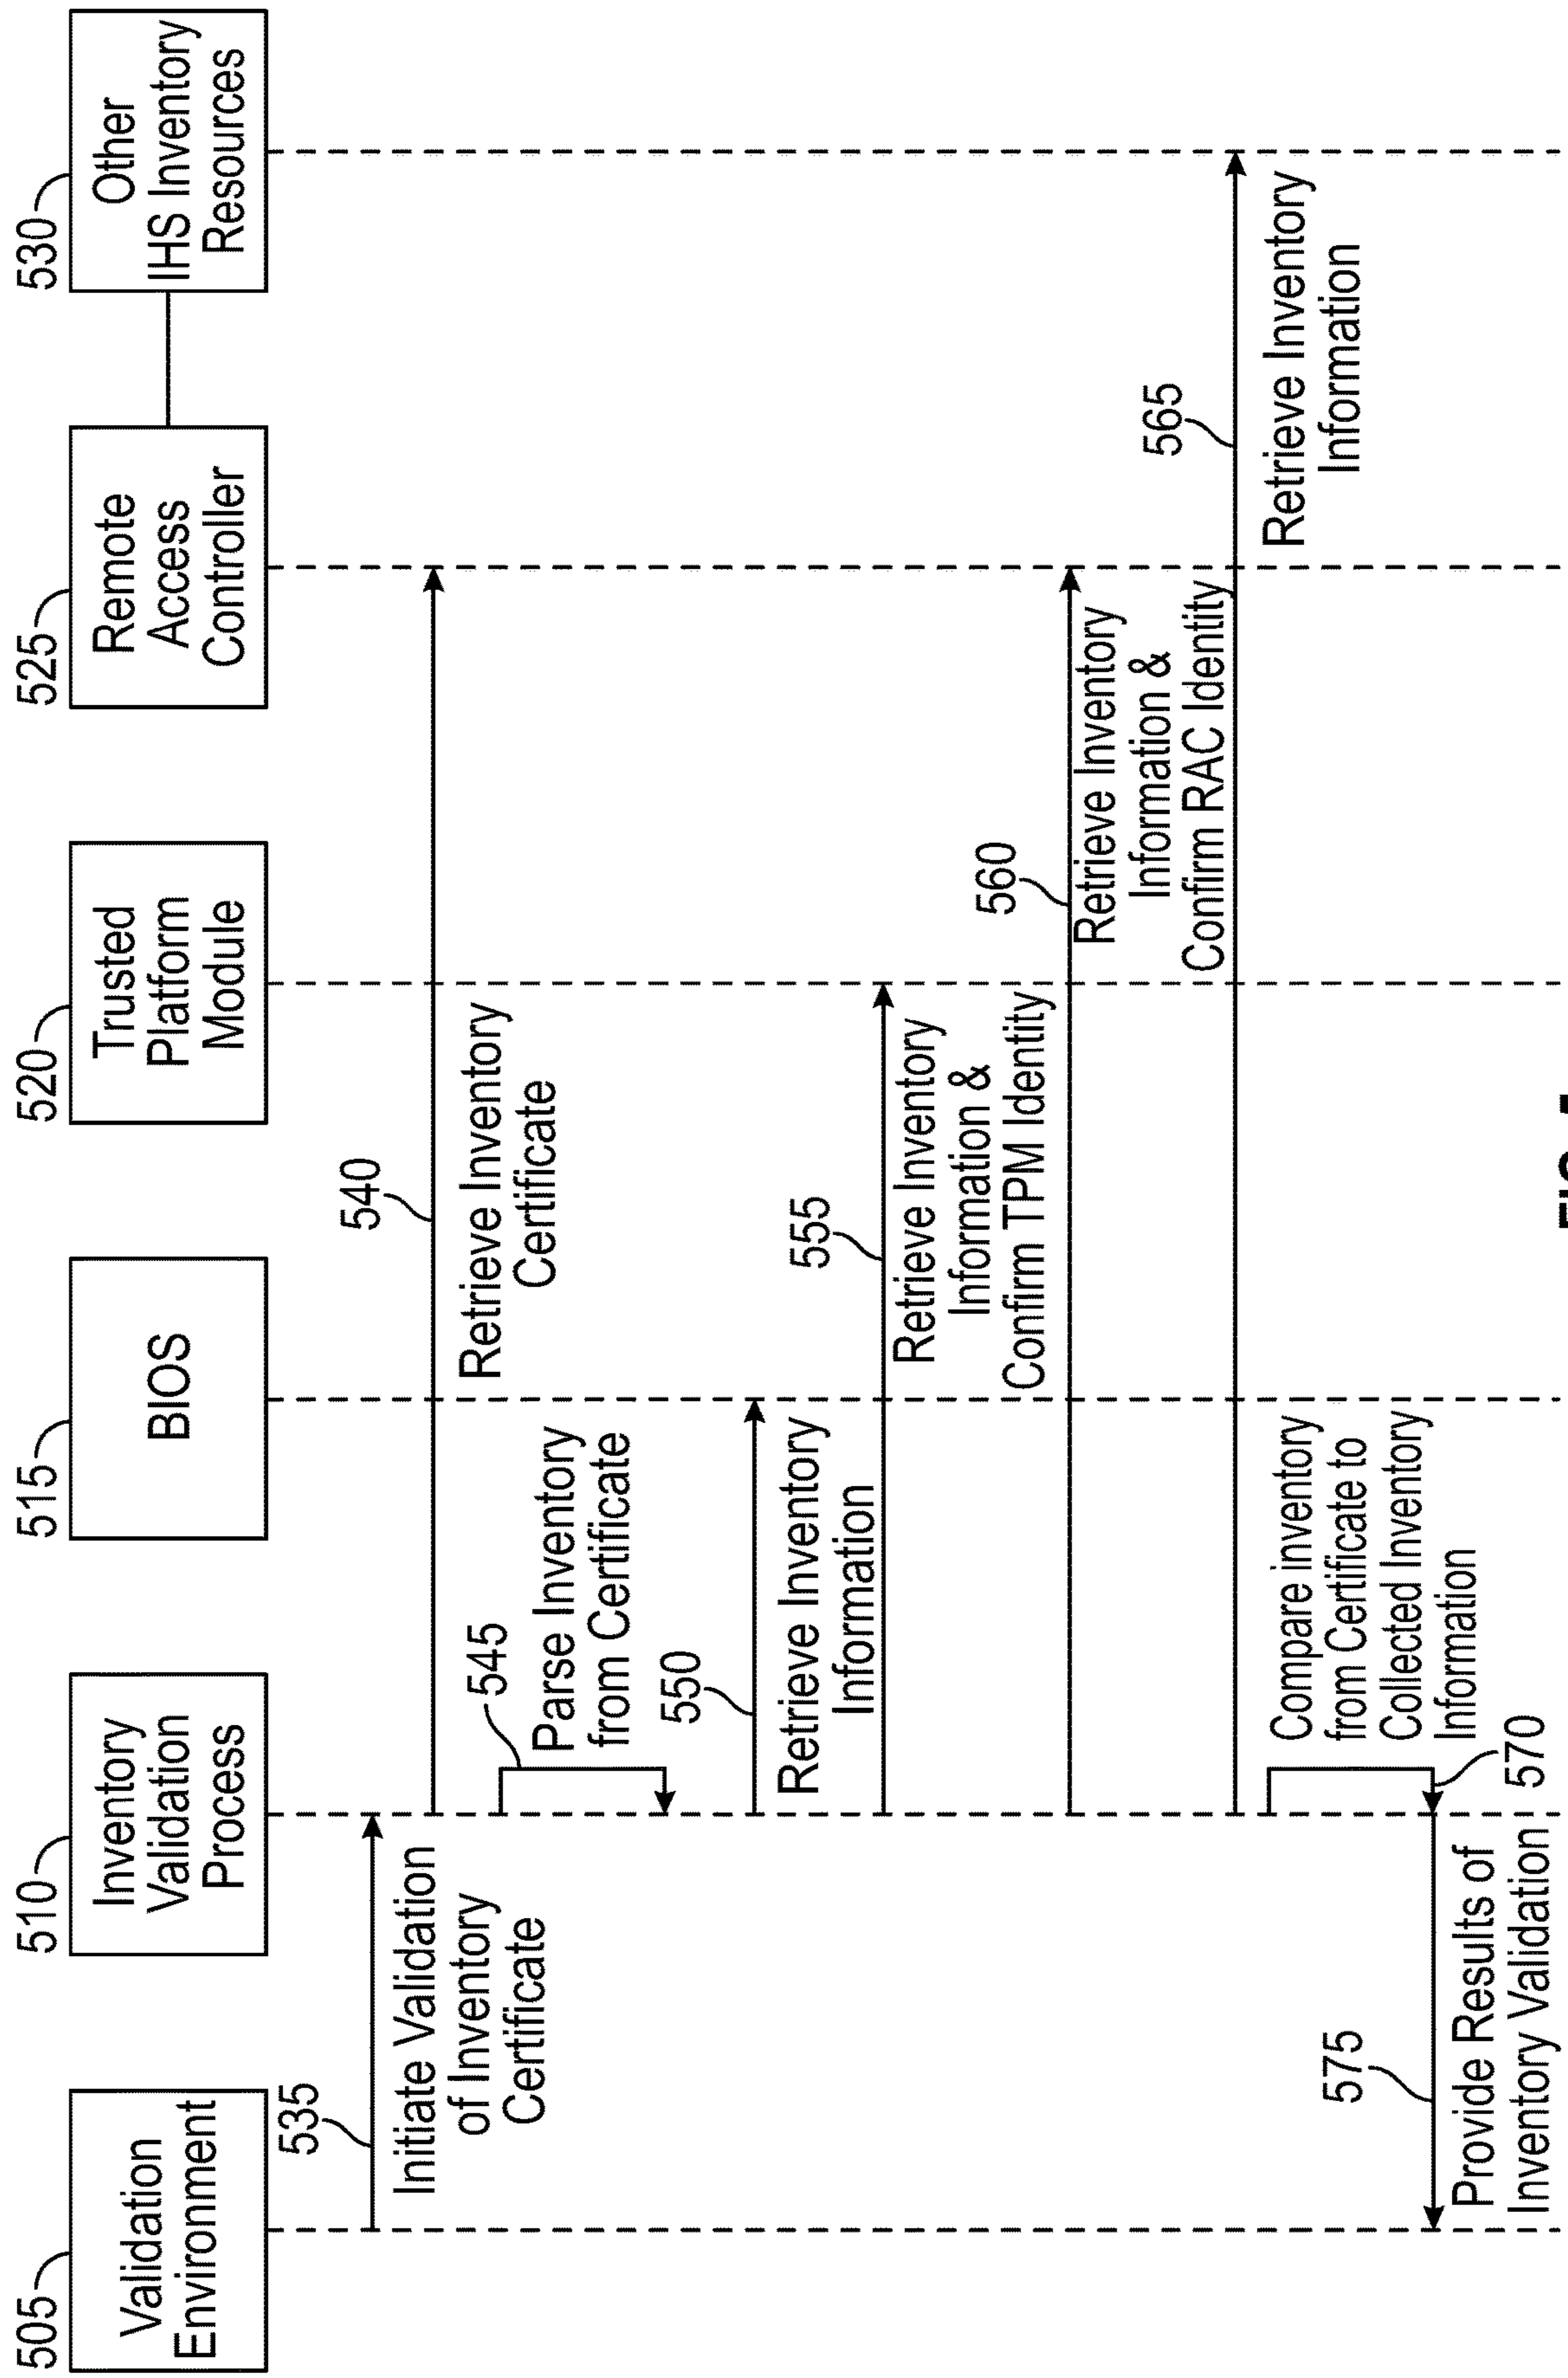 505
Validation
Environment
510
Inventory
Validation
Process
515
BIOS
520
Trusted
Platform
Module
525
Remote
Access
Controller
530
Other
IHS Inventory
Resources
535
Initiate Validation
of Inventory
Certificate
540
Retrieve Inventory
Certificate
545
Parse Inventory
from Certificate
550
Retrieve Inventory
Information
555
Retrieve Inventory
Information &
Confirm TPM Identity
560
Retrieve Inventory
Information &
Confirm RAC Identity
565
Retrieve Inventory
Information
Compare inventory
from Certificate to
Collected Inventory
Information
570
575
Provide Results of
Inventory Validation